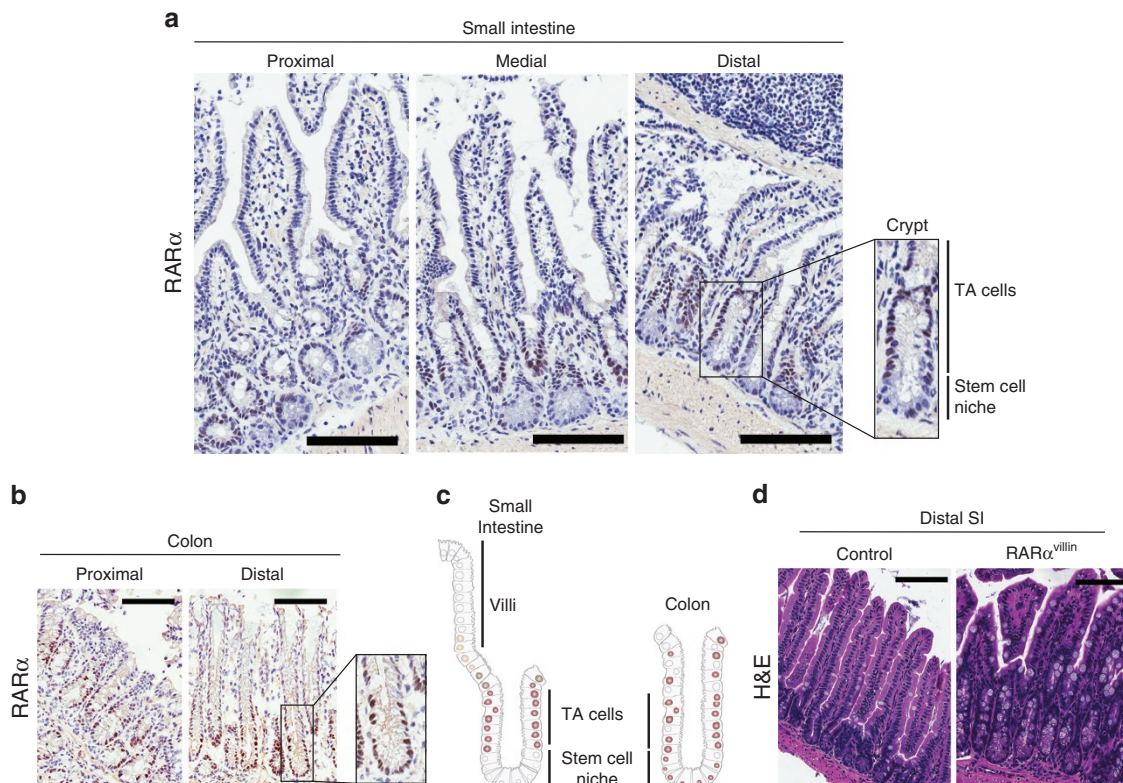 a
Small intestine
Proximal
Medial
Distal
RARα
Crypt
TA cells
Stem cell
niche
b
Colon
Proximal
Distal
RARα
c
Small
Intestine
Villi
Colon
TA cells
Stem cell
niche
d
Distal SI
Control
RARα^villin
H&E